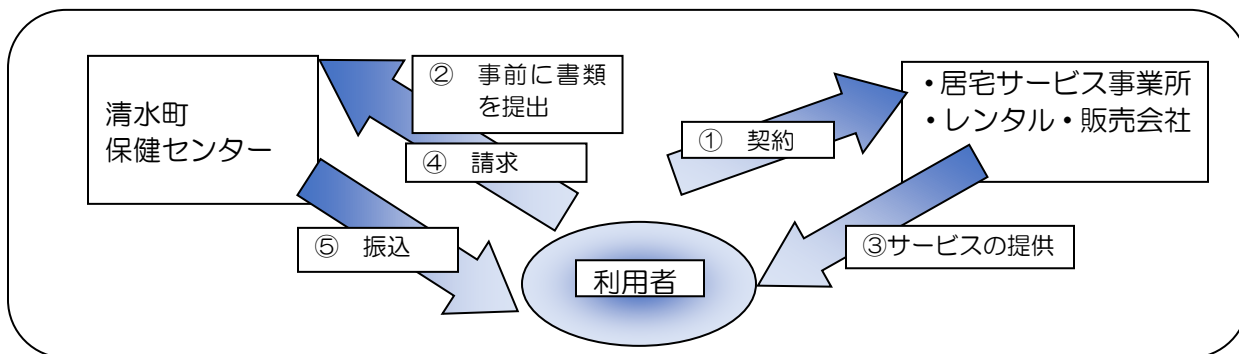 清水町
保健センター
② 事前に書類
を提出
④ 請求
⑤ 振込
① 契約
・居宅サービス事業所
・レンタル・販売会社
③サービスの提供
利用者